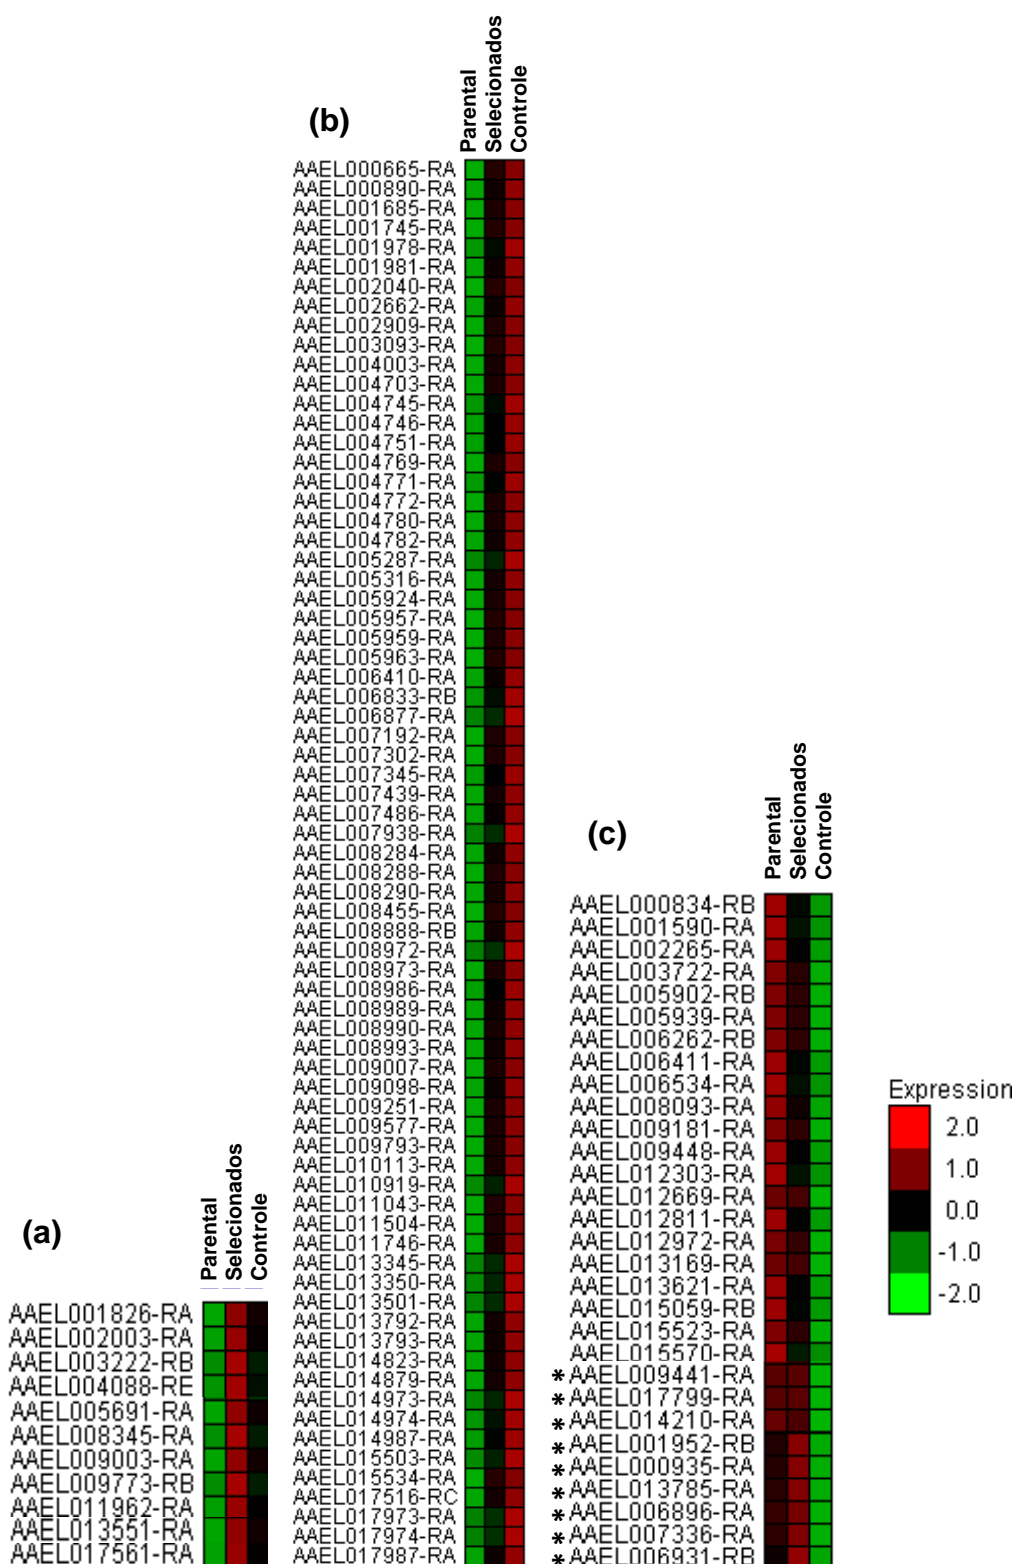 (b)
Parental
Selecionados
Controle
AAEL000665-RA
AAEL000890-RA
AAEL001685-RA
AAEL001745-RA
AAEL001978-RA
AAEL001981-RA
AAEL002040-RA
AAEL002662-RA
AAEL002909-RA
AAEL003093-RA
AAEL004003-RA
AAEL004703-RA
AAEL004745-RA
AAEL004746-RA
AAEL004751-RA
AAEL004769-RA
AAEL004771-RA
AAEL004772-RA
AAEL004780-RA
AAEL004782-RA
AAEL005287-RA
AAEL005316-RA
AAEL005924-RA
AAEL005957-RA
AAEL005959-RA
AAEL005963-RA
AAEL006410-RA
AAEL006833-RB
AAEL006877-RA
AAEL007192-RA
AAEL007302-RA
AAEL007345-RA
AAEL007439-RA
AAEL007486-RA
AAEL007938-RA
AAEL008284-RA
AAEL008288-RA
AAEL008290-RA
AAEL008455-RA
AAEL008888-RB
AAEL008972-RA
AAEL008973-RA
AAEL008986-RA
AAEL008989-RA
AAEL008990-RA
AAEL008993-RA
AAEL009007-RA
AAEL009098-RA
AAEL009251-RA
AAEL009577-RA
AAEL009793-RA
AAEL010113-RA
AAEL010919-RA
AAEL011043-RA
AAEL011504-RA
AAEL011746-RA
AAEL013345-RA
AAEL013350-RA
AAEL013501-RA
AAEL013792-RA
AAEL013793-RA
AAEL014823-RA
AAEL014879-RA
AAEL014973-RA
AAEL014974-RA
AAEL014987-RA
AAEL015503-RA
AAEL015534-RA
AAEL017516-RC
AAEL017973-RA
AAEL017974-RA
AAEL017987-RA
(c)
Parental
Selecionados
Controle
AAEL000834-RB
AAEL001590-RA
AAEL002265-RA
AAEL003722-RA
AAEL005902-RB
AAEL005939-RA
AAEL006262-RB
AAEL006411-RA
AAEL006534-RA
AAEL008093-RA
AAEL009181-RA
AAEL009448-RA
AAEL012303-RA
AAEL012669-RA
AAEL012811-RA
AAEL012972-RA
AAEL013169-RA
AAEL013621-RA
AAEL015059-RB
AAEL015523-RA
AAEL015570-RA
*AAEL009441-RA
*AAEL017799-RA
*AAEL014210-RA
*AAEL001952-RB
*AAEL000935-RA
*AAEL013785-RA
*AAEL006896-RA
*AAEL007336-RA
*AAEL006931-RB
Expression
2.0
1.0
0.0
-1.0
-2.0
(a)
Parental
Selecionados
Controle
AAEL001826-RA
AAEL002003-RA
AAEL003222-RB
AAEL004088-RE
AAEL005691-RA
AAEL008345-RA
AAEL009003-RA
AAEL009773-RB
AAEL011962-RA
AAEL013551-RA
AAEL017561-RA